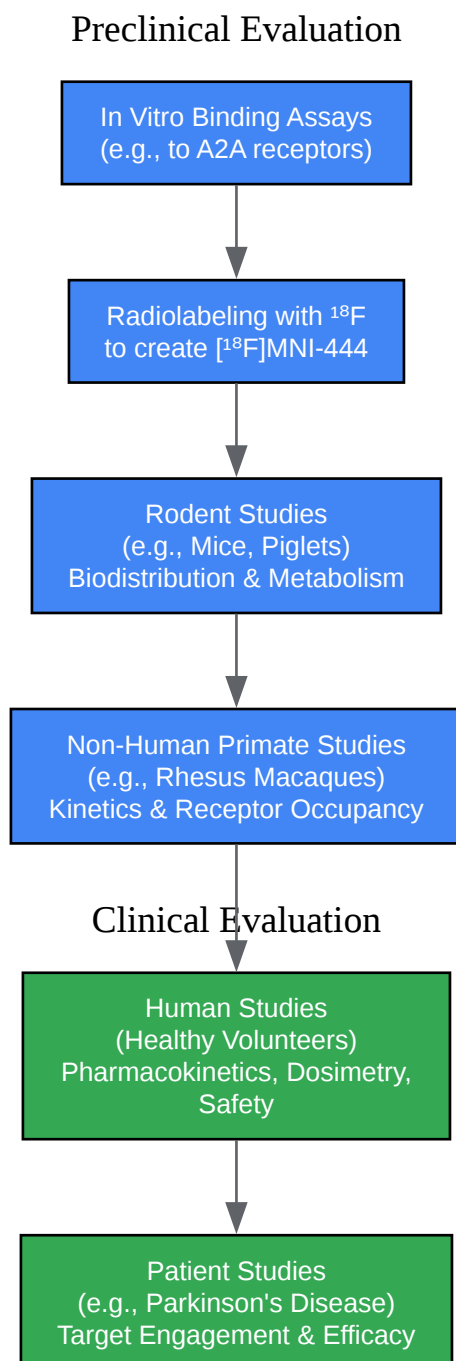 Preclinical Evaluation
In Vitro Binding Assays
(e.g., to A2A receptors)
Radiolabeling with ¹⁸F
to create [¹⁸F]MNI-444
Rodent Studies
(e.g., Mice, Piglets)
Biodistribution & Metabolism
Non-Human Primate Studies
(e.g., Rhesus Macaques)
Kinetics & Receptor Occupancy
Clinical Evaluation
Human Studies
(Healthy Volunteers)
Pharmacokinetics, Dosimetry,
Safety
Patient Studies
(e.g., Parkinson's Disease)
Target Engagement & Efficacy